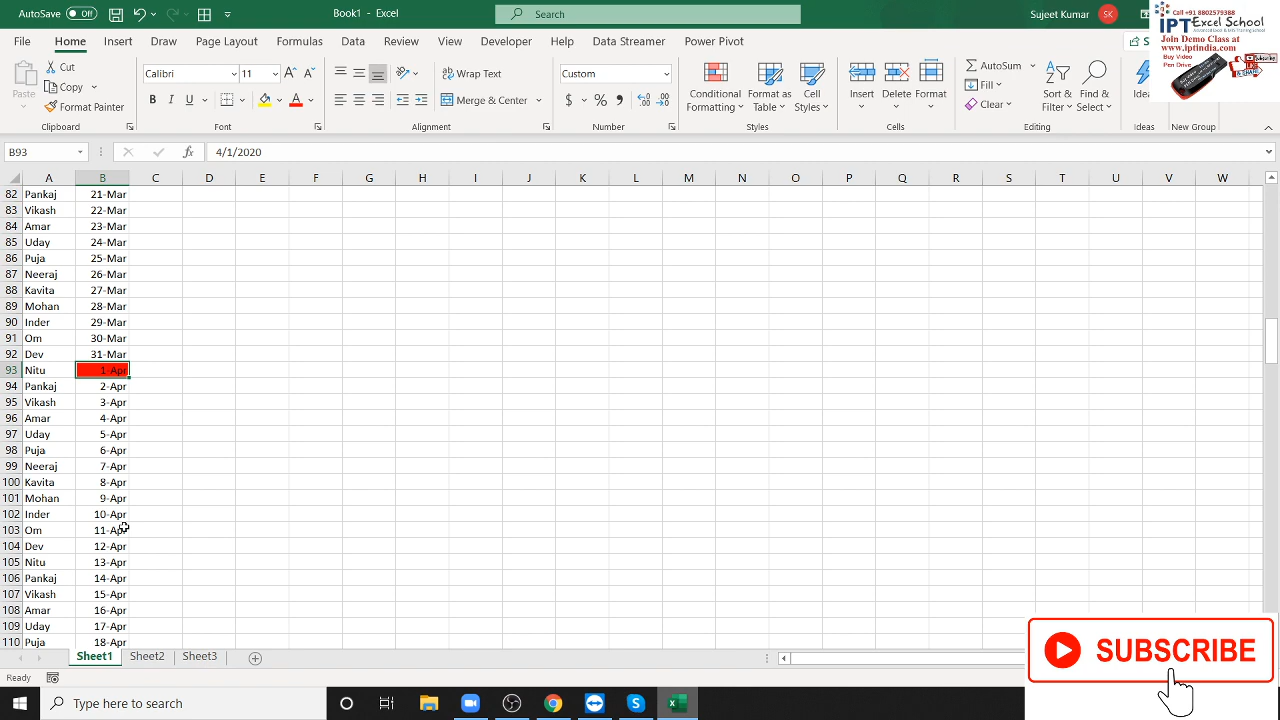 AutoSave Off Book1 - Excel Search Sujeet Kumar SK
Call +91 8802579388
IPT Excel School
Join Demo Class at
www.iptindia.com
Buy Video
Pen Drive
File Home Insert Draw Page Layout Formulas Data Review View Help Data Streamer Power Pivot
Paste Cut Copy Format Painter Clipboard
Calibri 11 B I U Font
Wrap Text Merge & Center Alignment
Custom $ % , Number
Conditional Formatting Format as Table Cell Styles Styles
Insert Delete Format Cells
AutoSum Fill Clear Sort & Filter Find & Select Editing
Ideas Ideas New Group
B93 fx 4/1/2020
A B C D E F G H I J K L M N O P Q R S T U V W
82 Pankaj 21-Mar
83 Vikash 22-Mar
84 Amar 23-Mar
85 Uday 24-Mar
86 Puja 25-Mar
87 Neeraj 26-Mar
88 Kavita 27-Mar
89 Mohan 28-Mar
90 Inder 29-Mar
91 Om 30-Mar
92 Dev 31-Mar
93 Nitu 1-Apr
94 Pankaj 2-Apr
95 Vikash 3-Apr
96 Amar 4-Apr
97 Uday 5-Apr
98 Puja 6-Apr
99 Neeraj 7-Apr
100 Kavita 8-Apr
101 Mohan 9-Apr
102 Inder 10-Apr
103 Om 11-Apr
104 Dev 12-Apr
105 Nitu 13-Apr
106 Pankaj 14-Apr
107 Vikash 15-Apr
108 Amar 16-Apr
109 Uday 17-Apr
110 Puja 18-Apr
SUBSCRIBE
Sheet1 Sheet2 Sheet3
Ready
Type here to search